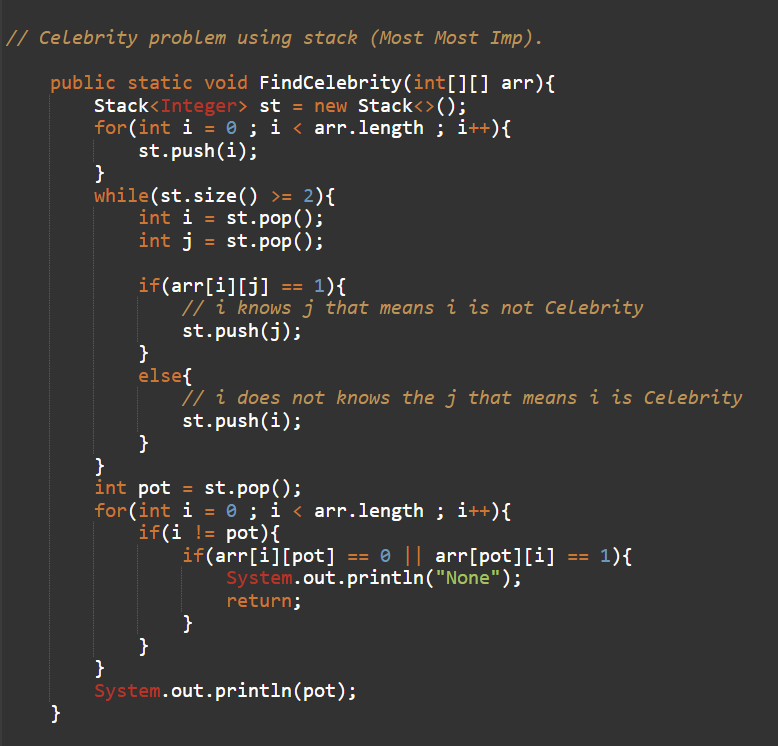 // Celebrity problem using stack (Most Most Imp).
public static void FindCelebrity(int[][] arr){
Stack<Integer> st = new Stack<>();
for(int i = 0 ; i < arr.length ; i++){
st.push(i);
}
while(st.size() >= 2){
int i = st.pop();
int j = st.pop();
if(arr[i][j] == 1){
// i knows j that means i is not Celebrity
st.push(j);
}
else{
// i does not knows the j that means i is Celebrity
st.push(i);
}
}
int pot = st.pop();
for(int i = 0 ; i < arr.length ; i++){
if(i != pot){
if(arr[i][pot] == 0 || arr[pot][i] == 1){
System.out.println("None");
return;
}
}
}
System.out.println(pot);
}